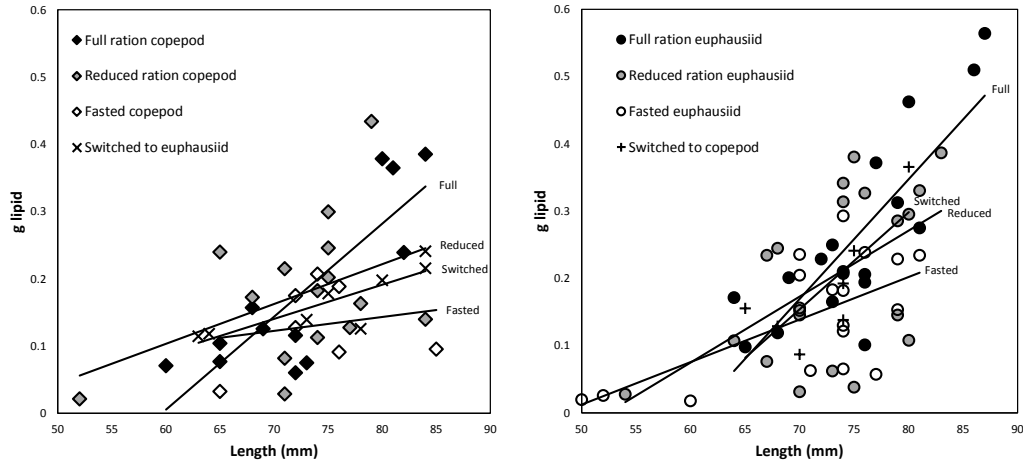 0.6
0.5
0.4
0.3
0.2
0.1
0
g lipid
Full ration copepod
Reduced ration copepod
Fasted copepod
Switched to euphausiid
Full
Reduced
Switched
Fasted
50 55 60 65 70 75 80 85 90
Length (mm)
0.6
0.5
0.4
0.3
0.2
0.1
0
g lipid
Full ration euphausiid
Reduced ration euphausiid
Fasted euphausiid
Switched to copepod
Full
Switched
Reduced
Fasted
50 55 60 65 70 75 80 85 90
Length (mm)